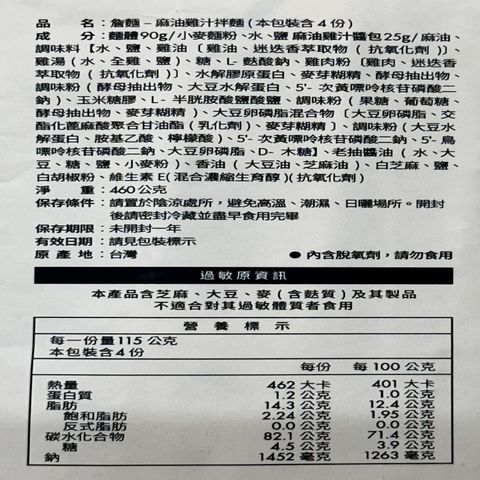 品　　　名：詹麵 – 麻油雞汁拌麵(本包裝含4份)
成　　　分：麵體90g/小麥麵粉、水、鹽 麻油雞汁醬包25g/麻油、
調味料【水、鹽、雞油〔雞油、迷迭香萃取物（抗氧化劑）〕、
雞湯(水、全雞、鹽)、糖、L-麩酸鈉、雞肉粉〔雞肉、迷迭香
萃取物（抗氧化劑）〕、水解膠原蛋白、麥芽糊精、酵母抽出物、
調味粉(酵母抽出物、大豆水解蛋白、5'-次黃嘌呤核苷磷酸二
鈉)、玉米糖膠、L-半胱胺酸鹽酸鹽、調味粉(果糖、葡萄糖、
酵母抽出物、麥芽糊精)、大豆卵磷脂混合物〔大豆卵磷脂、交
酯化蓖麻酸聚合甘油酯(乳化劑)、麥芽糊精〕、調味粉(大豆水
解蛋白、胺基乙酸、檸檬酸)、5'-次黃嘌呤核苷磷酸二鈉、5'-鳥
嘌呤核苷磷酸二鈉、大豆卵磷脂、D-木糖】、老抽醬油(水、大
豆、糖、鹽、小麥粉)、香油(大豆油、芝麻油)、白芝麻、鹽、
白胡椒粉、維生素E(混合濃縮生育醇)(抗氧化劑)
淨　　　重：460公克
保存條件：請置於陰涼處所，避免高溫、潮濕、日曬場所。開封
後請密封冷藏並盡早食用完畢
保存期限：未開封一年
有效日期：請見包裝標示
原 產 地：台灣　● 內含脫氧劑，請勿食用
過敏原資訊
本產品含芝麻、大豆、麥(含麩質)及其製品
不適合對其過敏體質者食用
營 養 標 示
每一份量115 公克
本包裝含4份
每份　每 100 公克
熱量　462 大卡　401 大卡
蛋白質　1.2 公克　1.0 公克
脂肪　14.3 公克　12.4 公克
飽和脂肪　2.24 公克　1.95 公克
反式脂肪　0.0 公克　0.0 公克
碳水化合物　82.1 公克　71.4 公克
糖　4.5 公克　3.9 公克
鈉　1452 毫克　1263 毫克